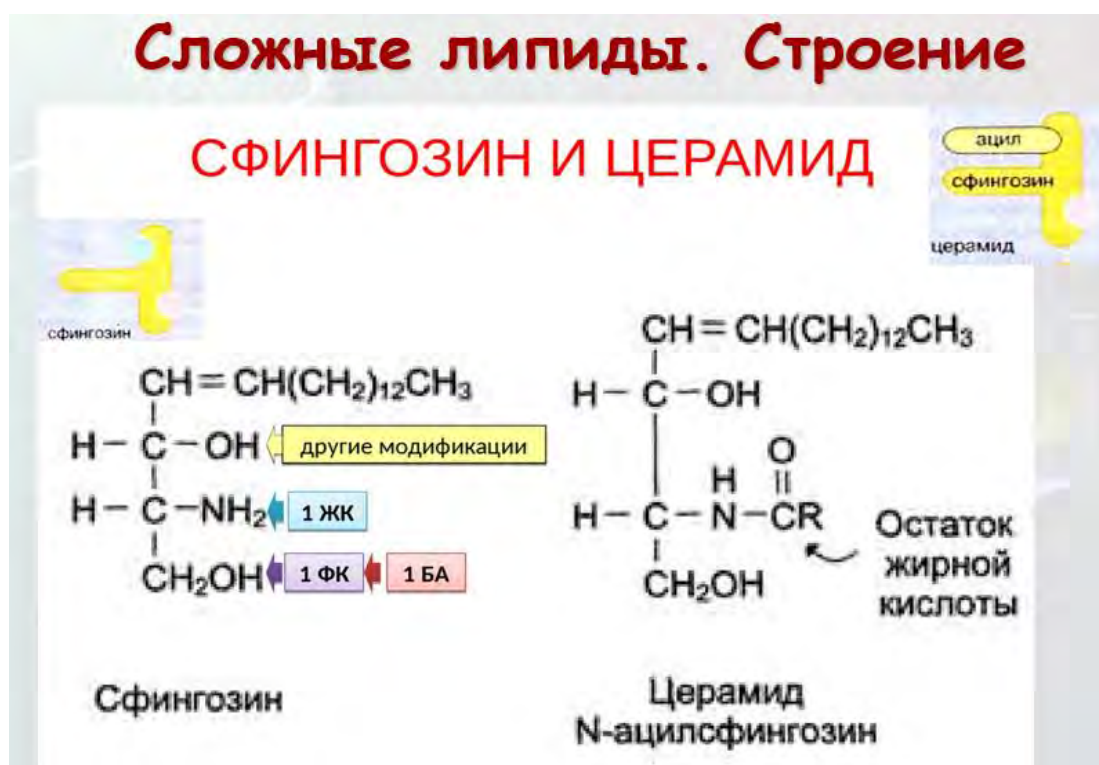 Сложные липиды. Строение
СФИНГОЗИН И ЦЕРАМИД
ацил
сфингозин
церамид
сфингозин
CH=CH(CH₂)₁₂CH₃
H–C–OH
другие модификации
H–C–NH₂
1 ЖК
CH₂OH
1 ФК
1 БА
Сфингозин
CH=CH(CH₂)₁₂CH₃
H–C–OH
O
H
H–C–N–CR
CH₂OH
Остаток
жирной
кислоты
Церамид
N-ацилсфингозин